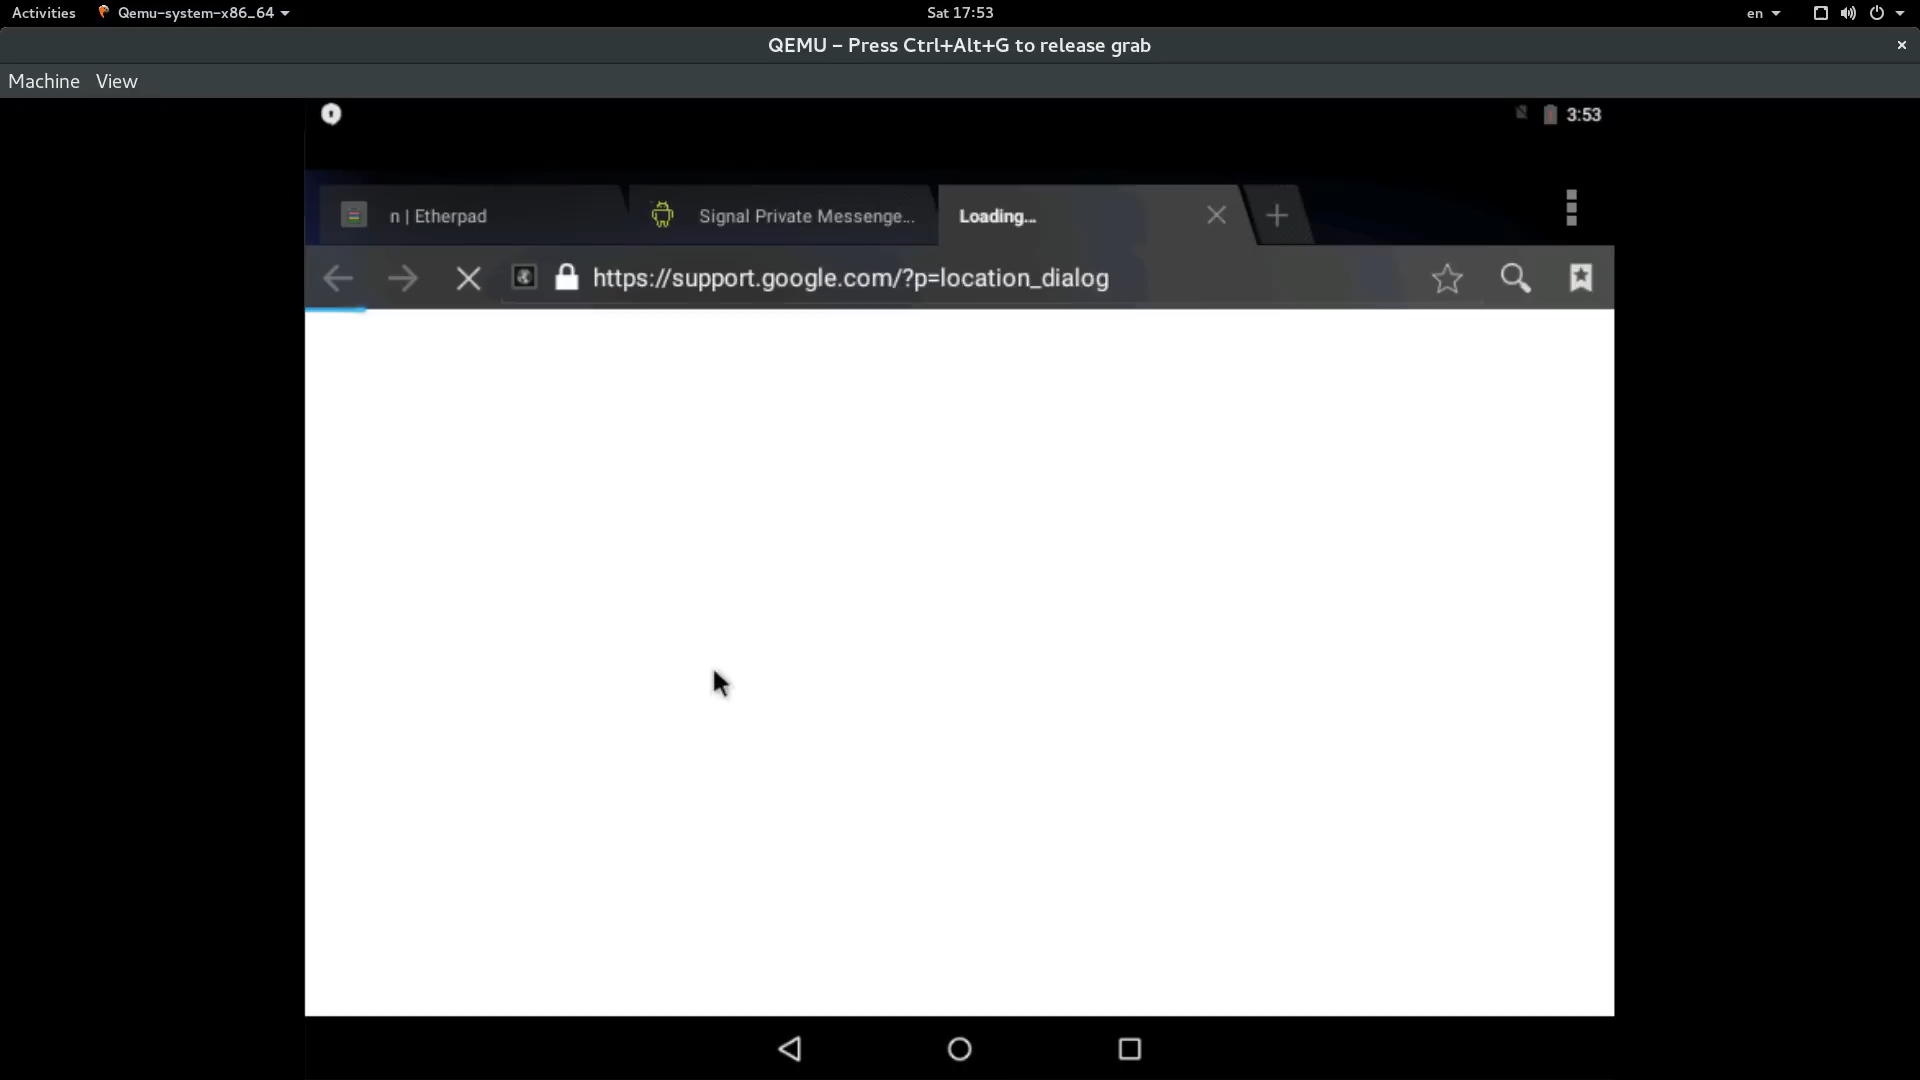 Activities Qemu-system-x86_64 Sat 17:53 en
QEMU – Press Ctrl+Alt+G to release grab
Machine View
3:53
n | Etherpad Signal Private Messenge... Loading...
https://support.google.com/?p=location_dialog